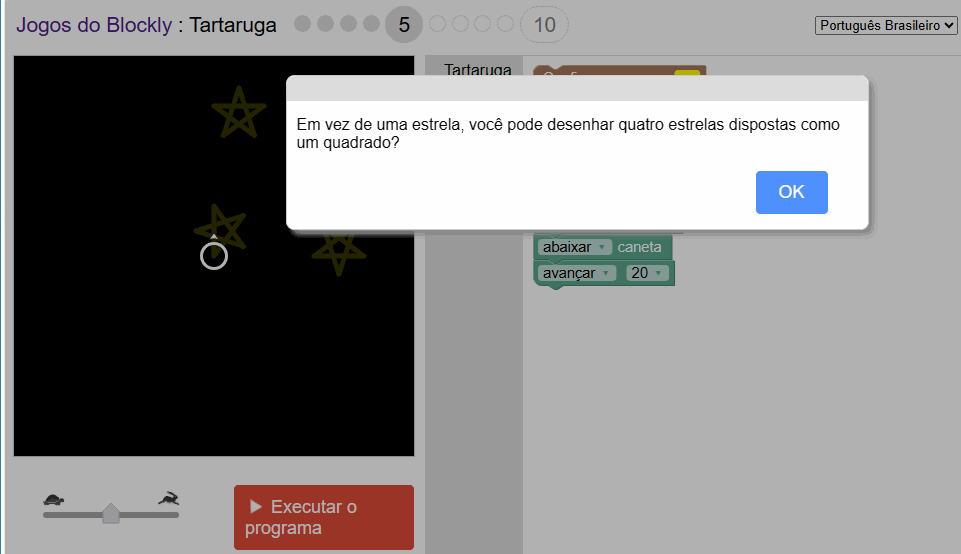 Jogos do Blockly : Tartaruga 5 10 Português Brasileiro
Tartaruga
Em vez de uma estrela, você pode desenhar quatro estrelas dispostas como
um quadrado?
OK
abaixar caneta
avançar 20
Executar o
programa